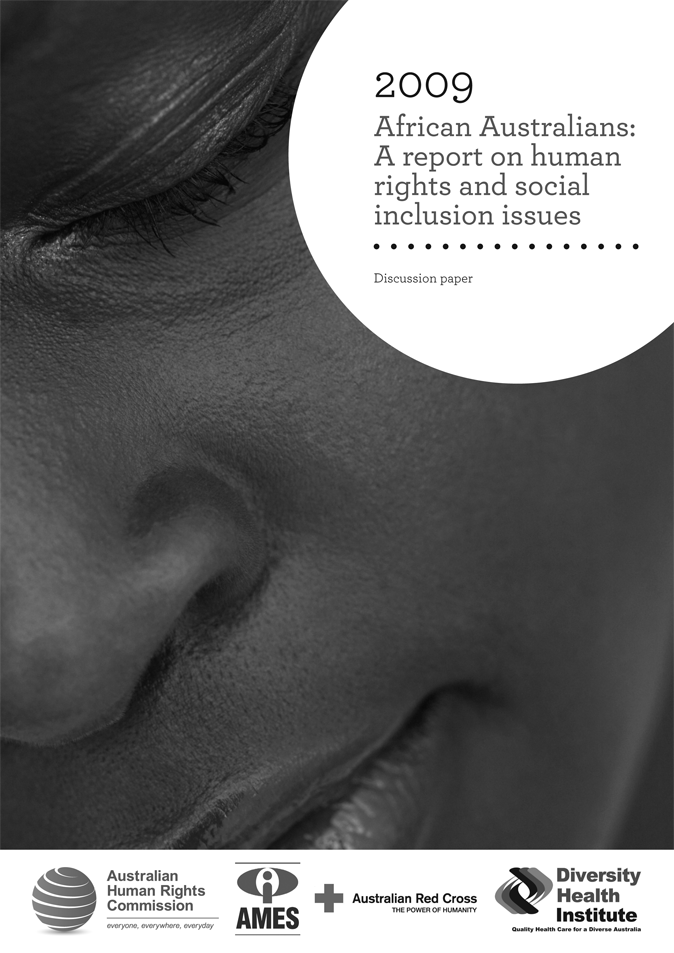 2009
African Australians:
A report on human
rights and social
inclusion issues
Discussion paper
Australian
Human Rights
Commission
everyone, everywhere, everyday
AMES
Australian Red Cross
THE POWER OF HUMANITY
Diversity
Health
Institute
Quality Health Care for a Diverse Australia